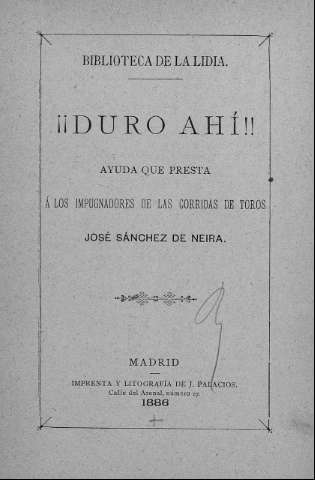 BIBLIOTECA DE LA LIDIA.
¡¡DURO AHÍ!!
AYUDA QUE PRESTA
Á LOS IMPUGNADORES DE LAS CORRIDAS DE TOROS
JOSÉ SÁNCHEZ DE NEIRA.
MADRID
IMPRENTA Y LITOGRAFÍA DE J. PALACIOS.
Calle del Arenal, número 27.
1886